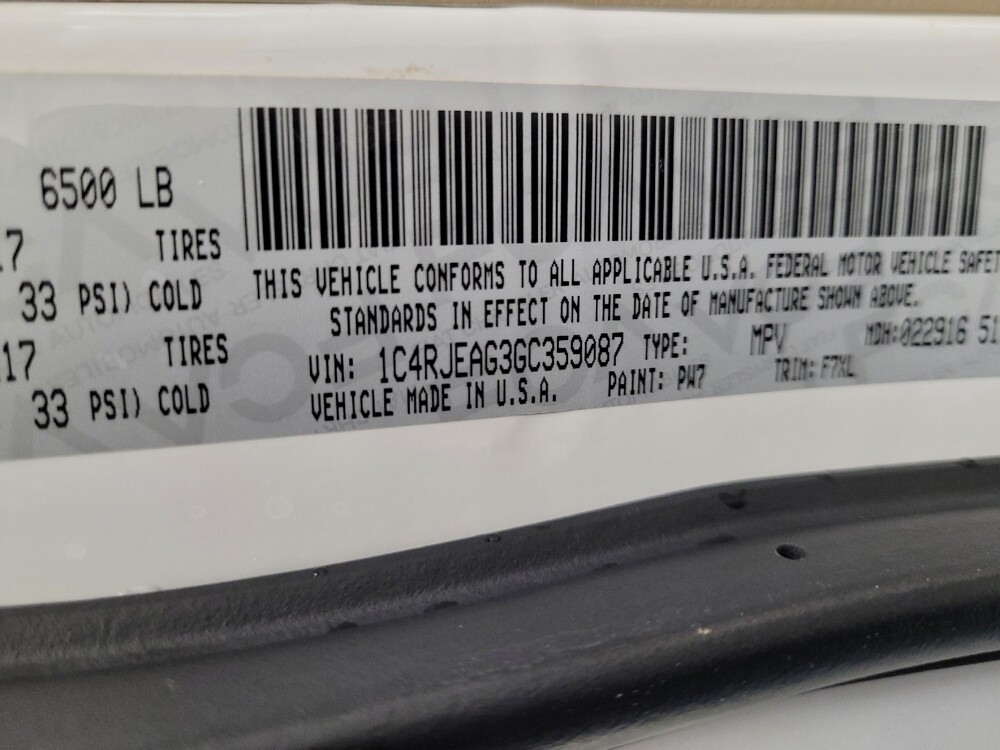 6500 LB
17 TIRES
33 PSI) COLD
17 TIRES
33 PSI) COLD
THIS VEHICLE CONFORMS TO ALL APPLICABLE U.S.A. FEDERAL MOTOR VEHICLE SAFET
STANDARDS IN EFFECT ON THE DATE OF MANUFACTURE SHOWN ABOVE.
VIN: 1C4RJEAG3GC359087 TYPE: MPV MDH:022916 51
VEHICLE MADE IN U.S.A. PAINT: PW7 TRIM: F7XL